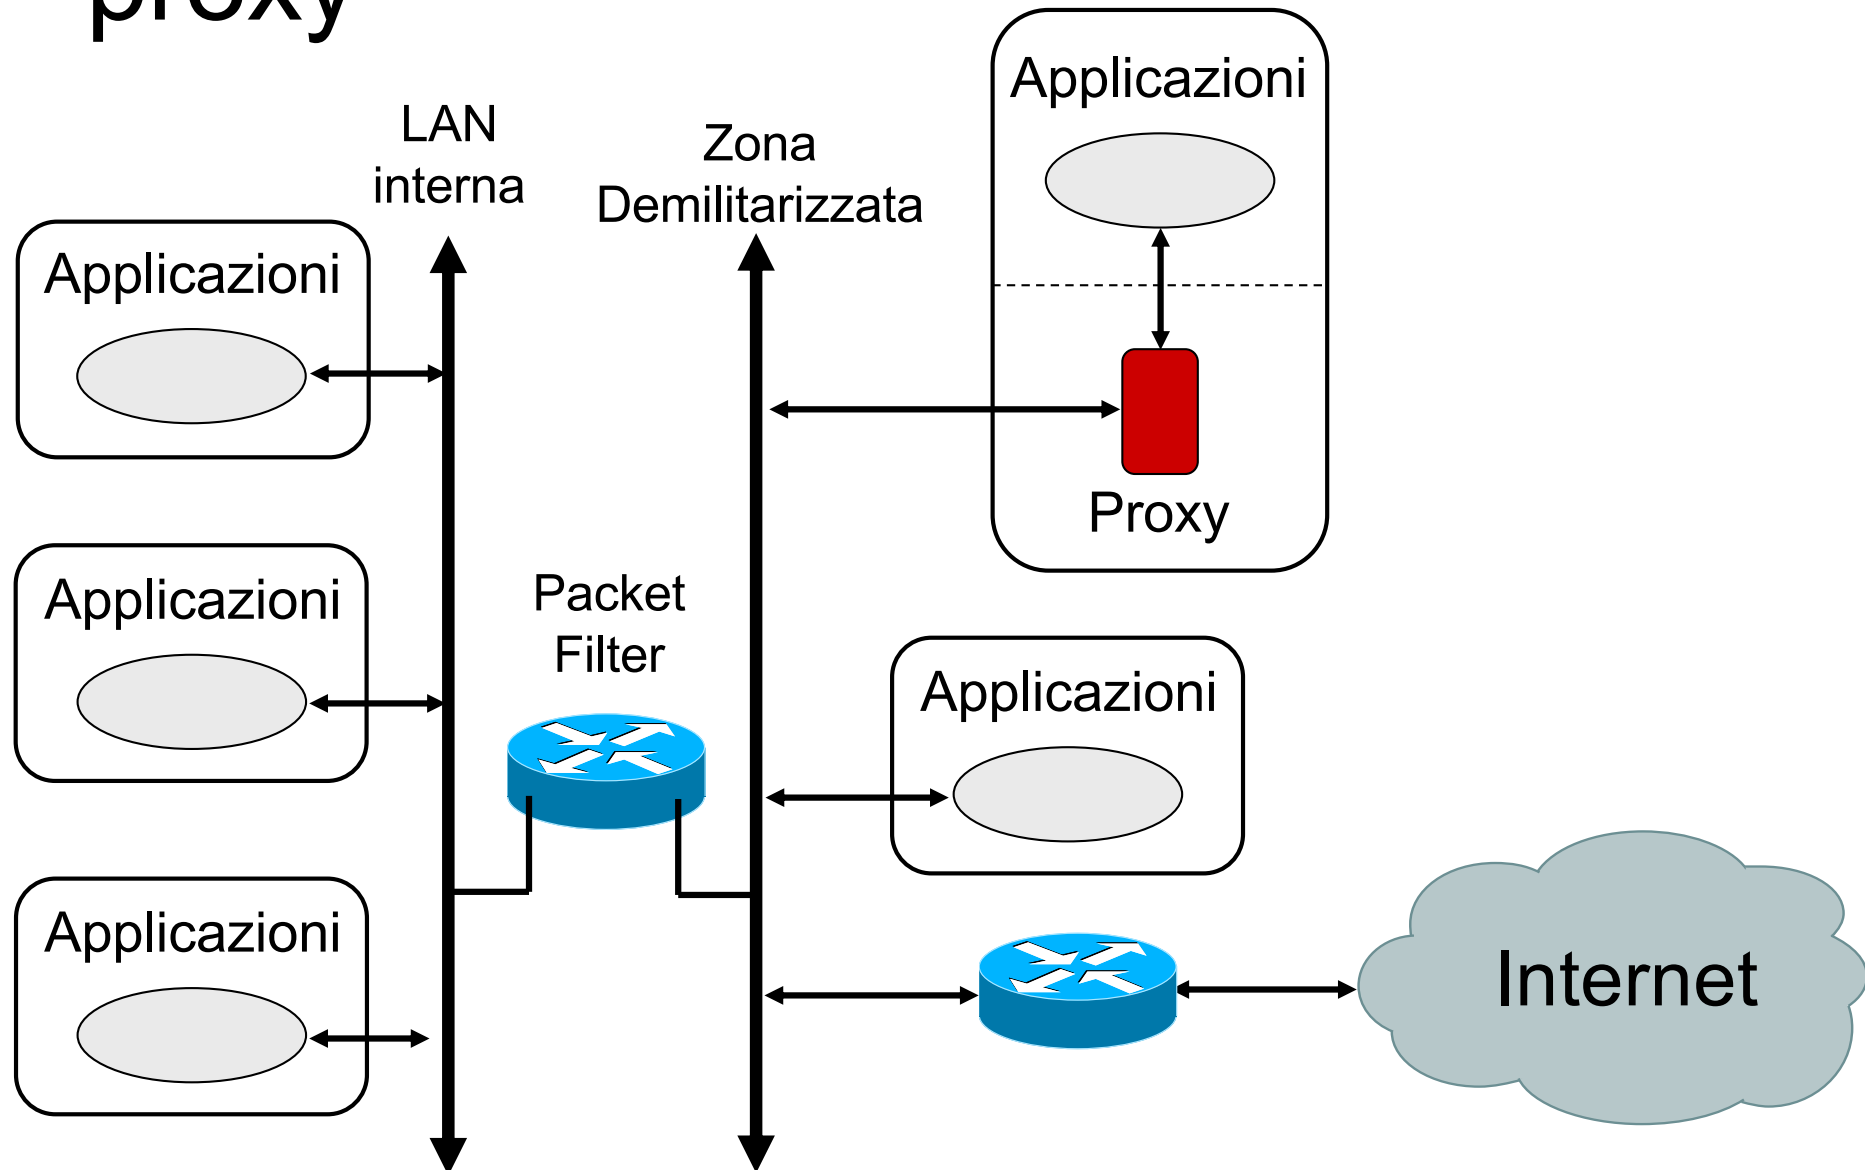 proxy
Applicazioni
LAN
interna
Zona
Demilitarizzata
Applicazioni
Proxy
Packet
Filter
Applicazioni
Applicazioni
Applicazioni
Internet